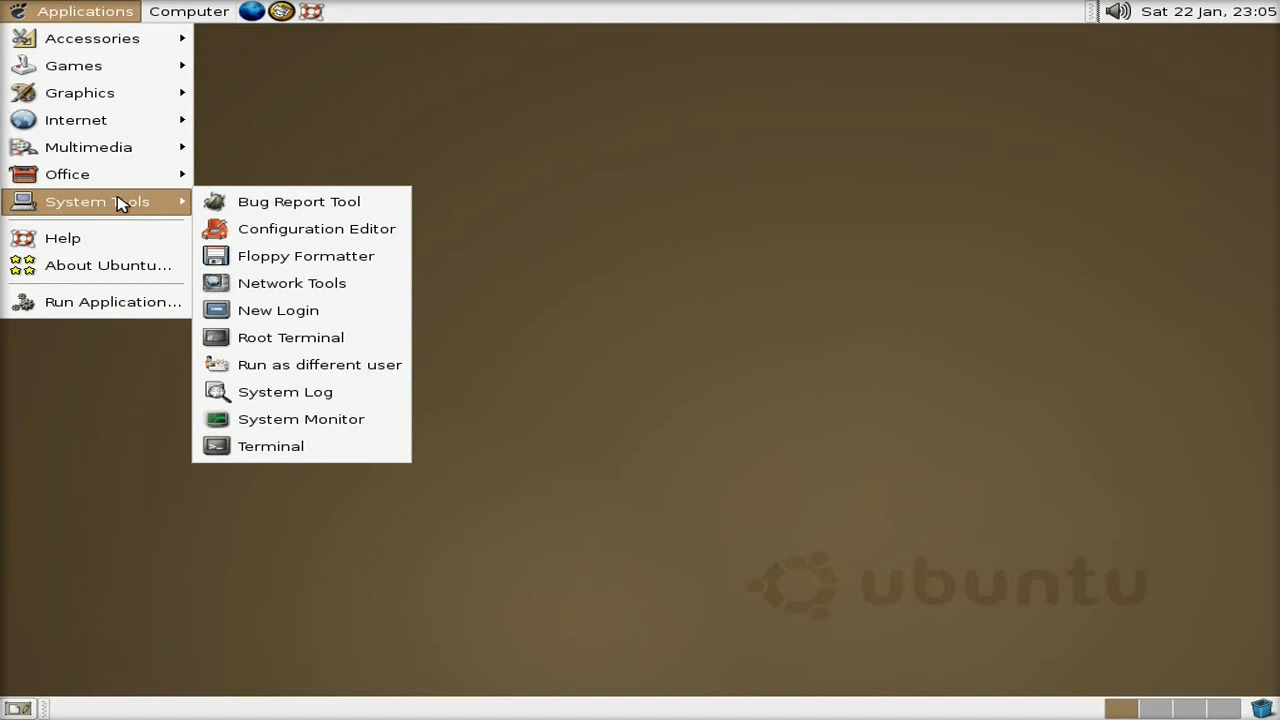 Applications Computer Sat 22 Jan, 23:05
Accessories
Games
Graphics
Internet
Multimedia
Office
System Tools
Help
About Ubuntu...
Run Application...
Bug Report Tool
Configuration Editor
Floppy Formatter
Network Tools
New Login
Root Terminal
Run as different user
System Log
System Monitor
Terminal
ubuntu